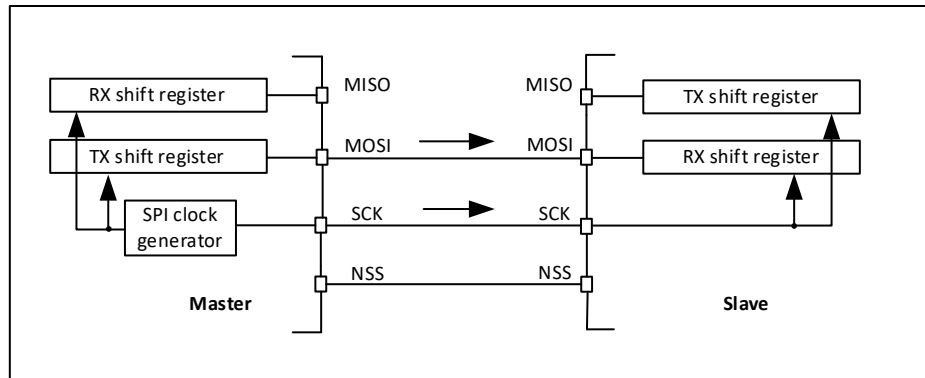 RX shift register
MISO
MISO
TX shift register
TX shift register
MOSI
MOSI
RX shift register
SPI clock
generator
SCK
SCK
NSS
NSS
Master
Slave